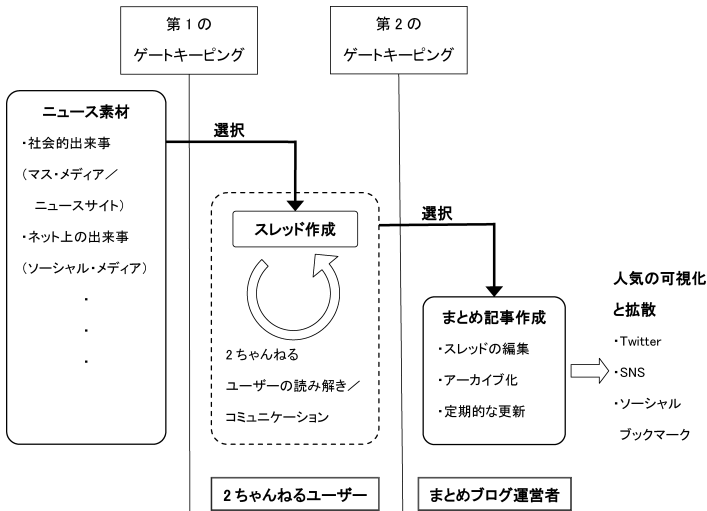 第1の
ゲートキーピング
第2の
ゲートキーピング
ニュース素材
・社会的出来事
(マス・メディア／
ニュースサイト)
・ネット上の出来事
(ソーシャル・メディア)
・
・
・
選択
スレッド作成
2ちゃんねる
ユーザーの読み解き／
コミュニケーション
選択
まとめ記事作成
・スレッドの編集
・アーカイブ化
・定期的な更新
人気の可視化
と拡散
・Twitter
・SNS
・ソーシャル
ブックマーク
2ちゃんねるユーザー
まとめブログ運営者